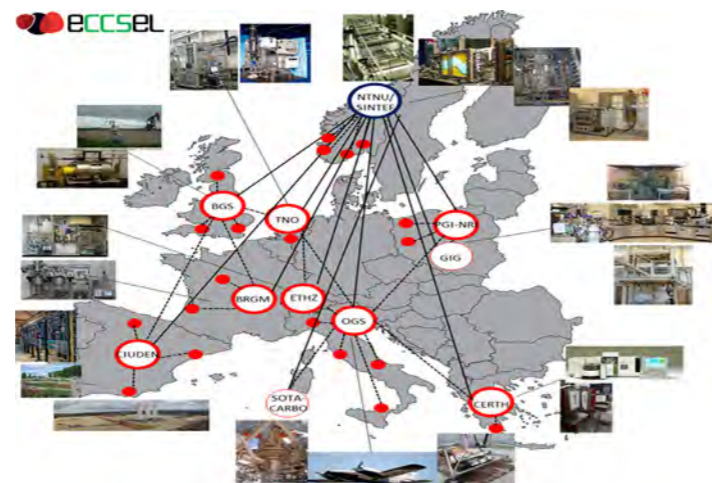 eccsel
NTNU/
SINTEF
BGS
TNO
PGI-NRI
GIG
BRGM
ETHZ
OGS
CIUDEN
SOTA-
CARBO
CERTH